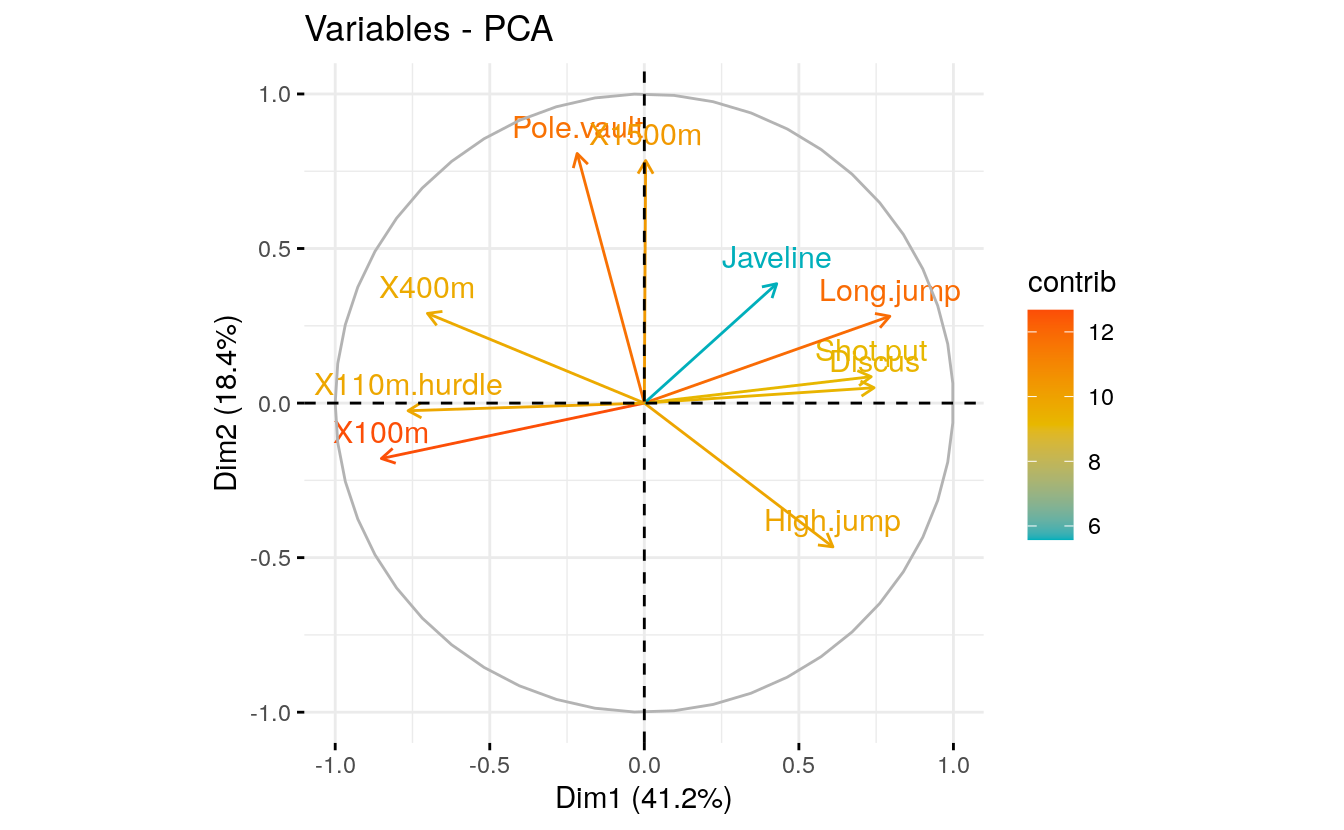 Variables - PCA
1.0
0.5
0.0
-0.5
-1.0
Dim2 (18.4%)
Pole.vault
X1500m
Javeline
X400m
Long.jump
Shot.put
Discus
X110m.hurdle
X100m
High.jump
-1.0
-0.5
0.0
0.5
1.0
Dim1 (41.2%)
contrib
12
10
8
6